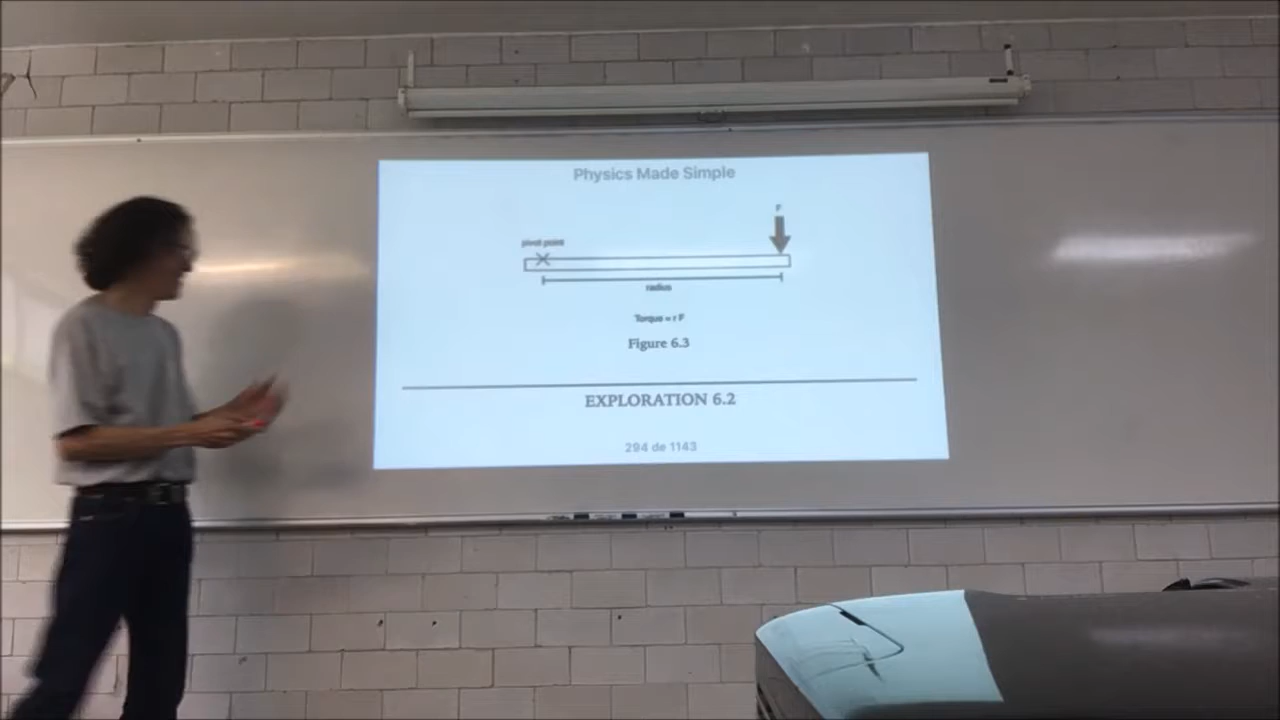 Physics Made Simple
F
pivot point
radius
Torque = r F
Figure 6.3
EXPLORATION 6.2
294 de 1143